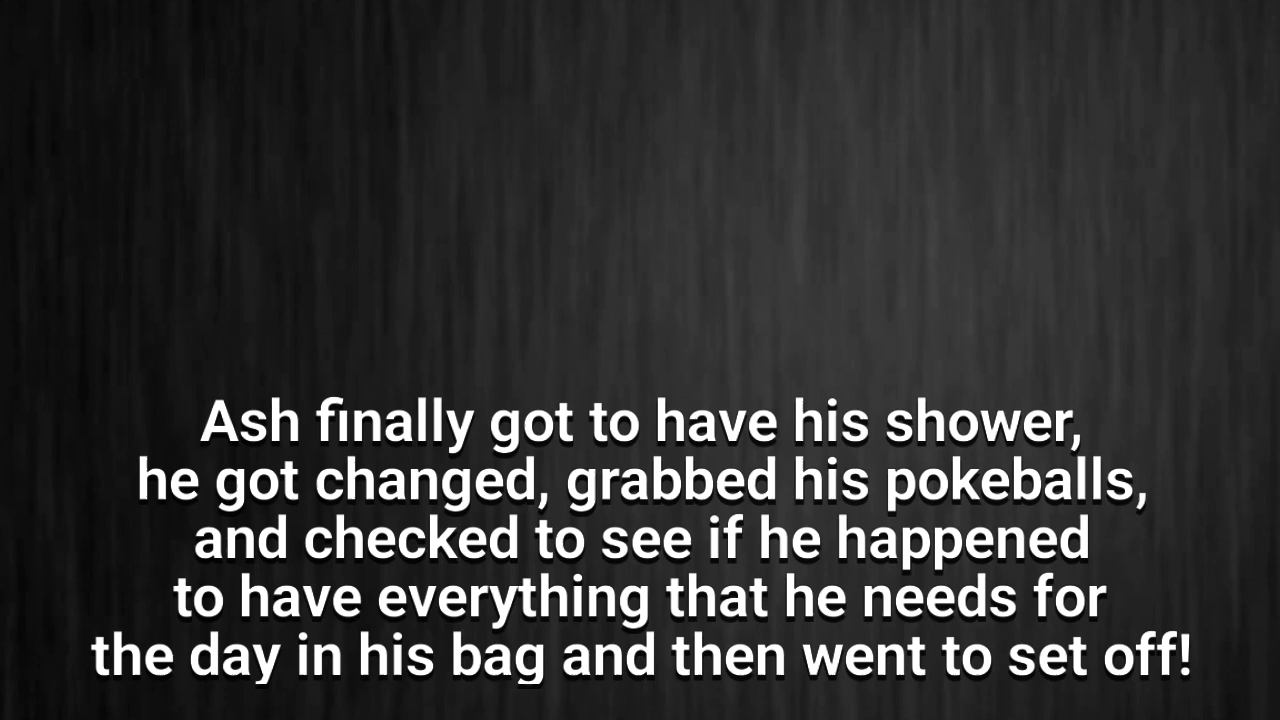 Ash finally got to have his shower,
he got changed, grabbed his pokeballs,
and checked to see if he happened
to have everything that he needs for
the day in his bag and then went to set off!